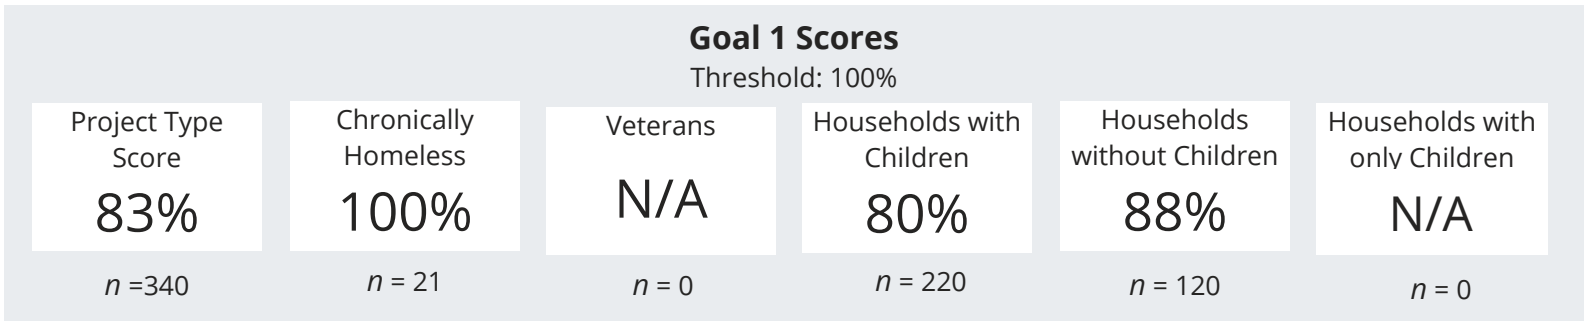 Goal 1 Scores
Threshold: 100%
Project Type
Score
83%
n =340
Chronically
Homeless
100%
n = 21
Veterans
N/A
n = 0
Households with
Children
80%
n = 220
Households
without Children
88%
n = 120
Households with
only Children
N/A
n = 0